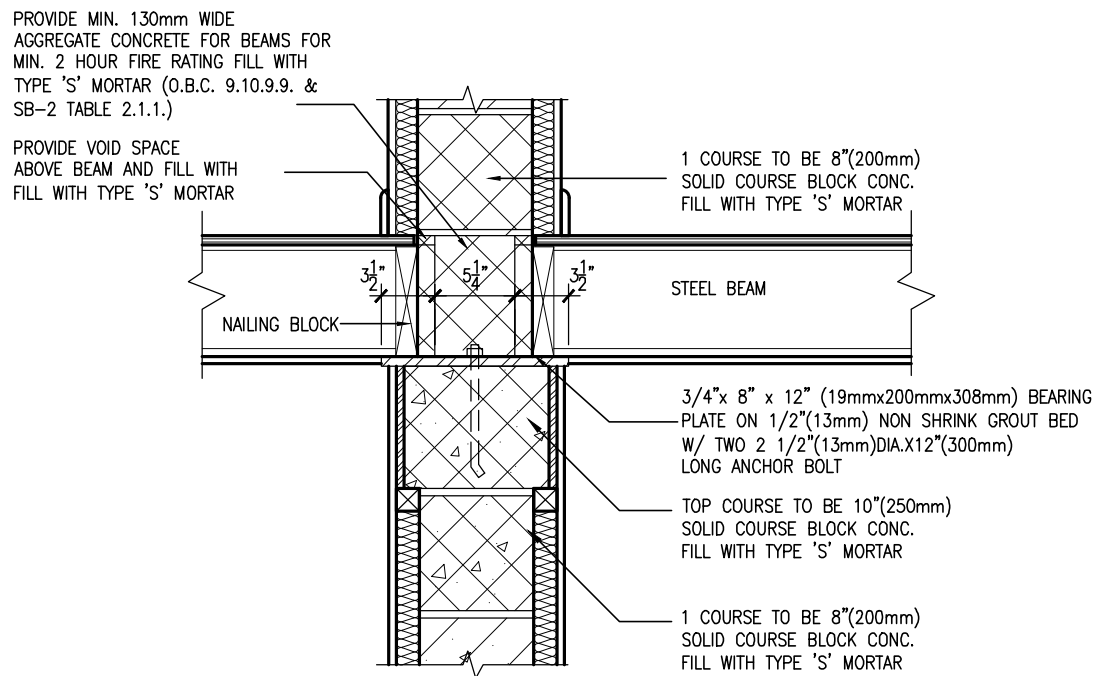 PROVIDE MIN. 130mm WIDE
AGGREGATE CONCRETE FOR BEAMS FOR
MIN. 2 HOUR FIRE RATING FILL WITH
TYPE 'S' MORTAR (O.B.C. 9.10.9.9. &
SB-2 TABLE 2.1.1.)
PROVIDE VOID SPACE
ABOVE BEAM AND FILL WITH
FILL WITH TYPE 'S' MORTAR
1 COURSE TO BE 8"(200mm)
SOLID COURSE BLOCK CONC.
FILL WITH TYPE 'S' MORTAR
3 1/2" 5 1/4" 3 1/2"
STEEL BEAM
NAILING BLOCK
3/4"x 8" x 12" (19mmx200mmx308mm) BEARING
PLATE ON 1/2"(13mm) NON SHRINK GROUT BED
W/ TWO 2 1/2"(13mm)DIA.X12"(300mm)
LONG ANCHOR BOLT
TOP COURSE TO BE 10"(250mm)
SOLID COURSE BLOCK CONC.
FILL WITH TYPE 'S' MORTAR
1 COURSE TO BE 8"(200mm)
SOLID COURSE BLOCK CONC.
FILL WITH TYPE 'S' MORTAR